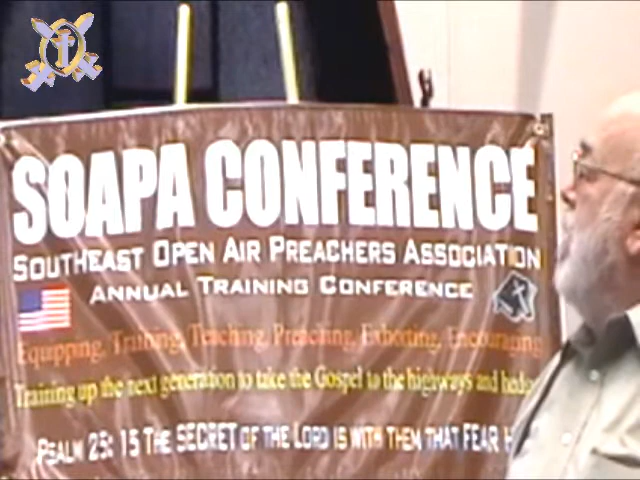 SOAPA CONFERENCE
SOUTHEAST OPEN AIR PREACHERS ASSOCIATION
ANNUAL TRAINING CONFERENCE
Equipping, Training, Teaching, Preaching, Exhorting, Encouraging
Training up the next generation to take the Gospel to the highways and hedg
PSALM 25: 15 THE SECRET OF THE LORD IS WITH THEM THAT FEAR H